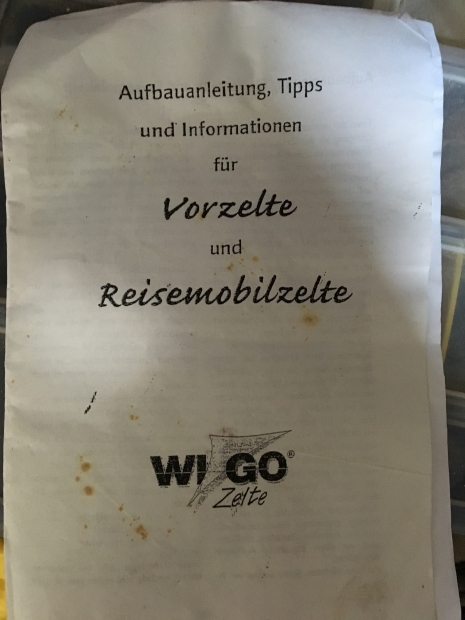 Aufbauanleitung, Tipps
und Informationen
für
Vorzelte
und
Reisemobilzelte
WIGO®
Zelte